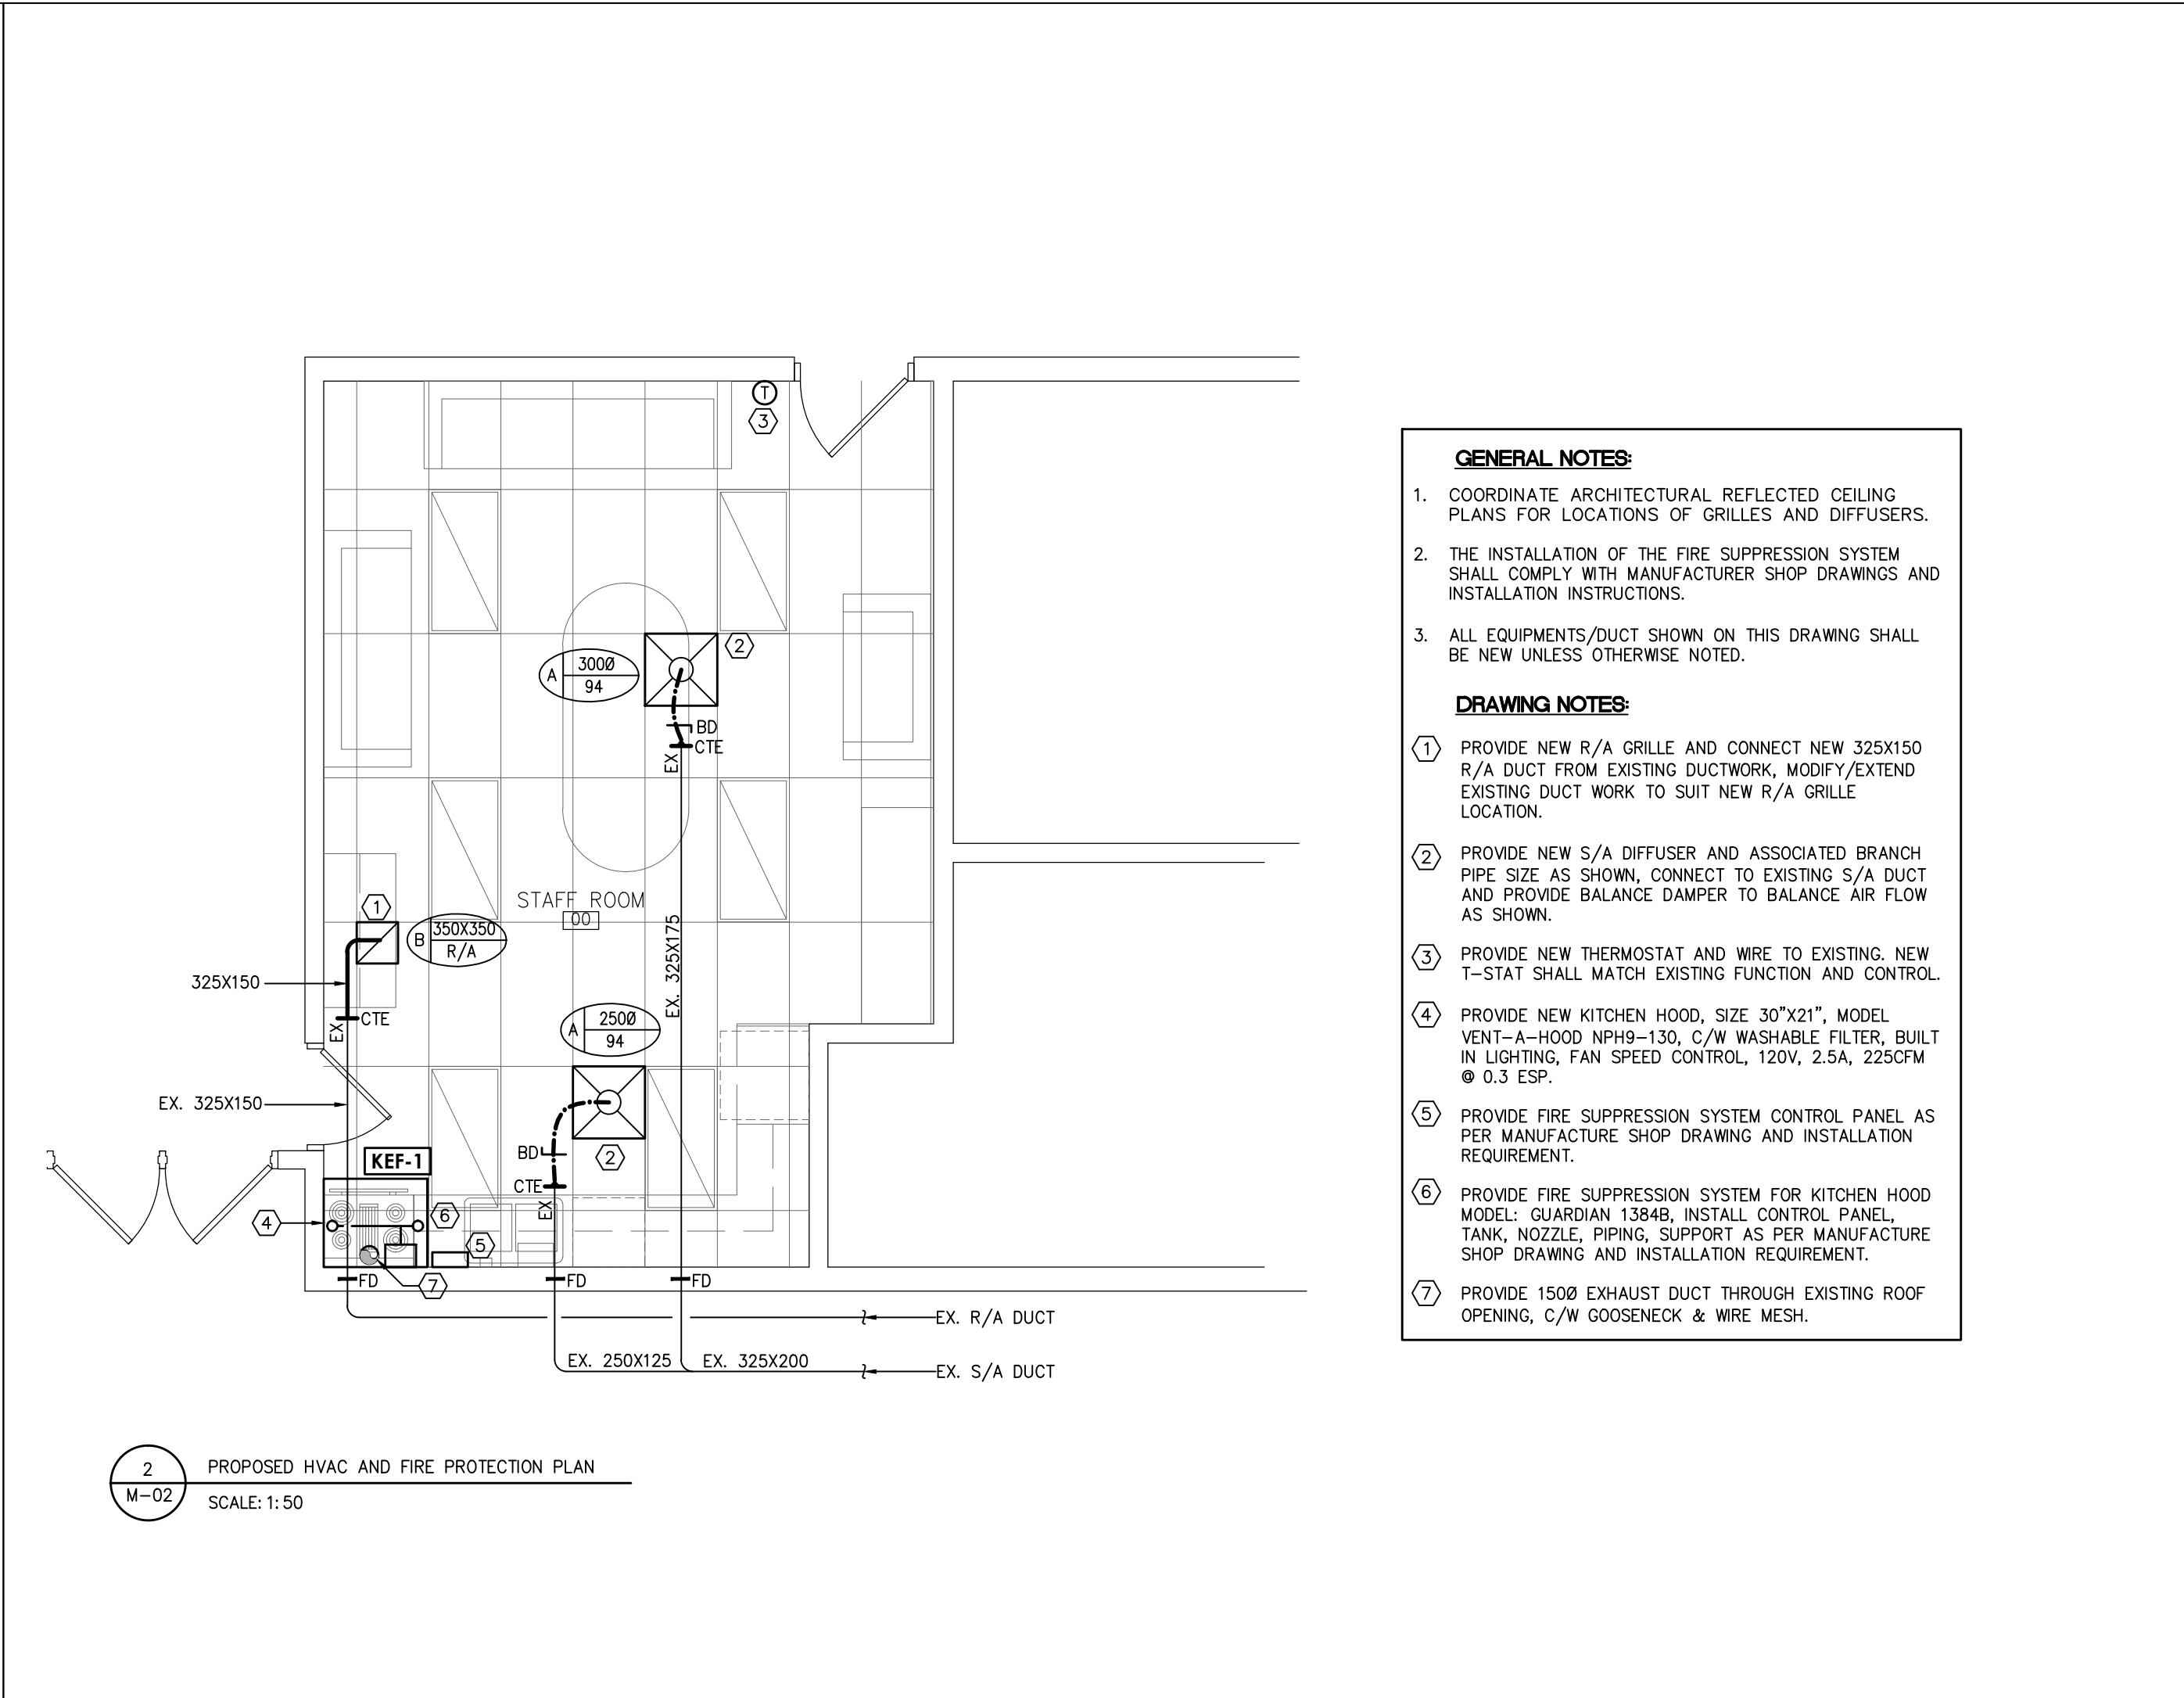 T
3
2
A
300Ø
94
BD
CTE
EX
STAFF ROOM
00
1
B
350X350
R/A
EX. 325X175
325X150
CTE
EX
A
250Ø
94
EX. 325X150
BD
2
KEF-1
CTE
EX
4
6
5
7
FD
FD
FD
EX. R/A DUCT
EX. 250X125
EX. 325X200
EX. S/A DUCT
2
M-02
PROPOSED HVAC AND FIRE PROTECTION PLAN
SCALE: 1:50
GENERAL NOTES:
1. COORDINATE ARCHITECTURAL REFLECTED CEILING
PLANS FOR LOCATIONS OF GRILLES AND DIFFUSERS.
2. THE INSTALLATION OF THE FIRE SUPPRESSION SYSTEM
SHALL COMPLY WITH MANUFACTURER SHOP DRAWINGS AND
INSTALLATION INSTRUCTIONS.
3. ALL EQUIPMENTS/DUCT SHOWN ON THIS DRAWING SHALL
BE NEW UNLESS OTHERWISE NOTED.
DRAWING NOTES:
1 PROVIDE NEW R/A GRILLE AND CONNECT NEW 325X150
R/A DUCT FROM EXISTING DUCTWORK, MODIFY/EXTEND
EXISTING DUCT WORK TO SUIT NEW R/A GRILLE
LOCATION.
2 PROVIDE NEW S/A DIFFUSER AND ASSOCIATED BRANCH
PIPE SIZE AS SHOWN, CONNECT TO EXISTING S/A DUCT
AND PROVIDE BALANCE DAMPER TO BALANCE AIR FLOW
AS SHOWN.
3 PROVIDE NEW THERMOSTAT AND WIRE TO EXISTING. NEW
T-STAT SHALL MATCH EXISTING FUNCTION AND CONTROL.
4 PROVIDE NEW KITCHEN HOOD, SIZE 30"X21", MODEL
VENT-A-HOOD NPH9-130, C/W WASHABLE FILTER, BUILT
IN LIGHTING, FAN SPEED CONTROL, 120V, 2.5A, 225CFM
@ 0.3 ESP.
5 PROVIDE FIRE SUPPRESSION SYSTEM CONTROL PANEL AS
PER MANUFACTURE SHOP DRAWING AND INSTALLATION
REQUIREMENT.
6 PROVIDE FIRE SUPPRESSION SYSTEM FOR KITCHEN HOOD
MODEL: GUARDIAN 1384B, INSTALL CONTROL PANEL,
TANK, NOZZLE, PIPING, SUPPORT AS PER MANUFACTURE
SHOP DRAWING AND INSTALLATION REQUIREMENT.
7 PROVIDE 150Ø EXHAUST DUCT THROUGH EXISTING ROOF
OPENING, C/W GOOSENECK & WIRE MESH.